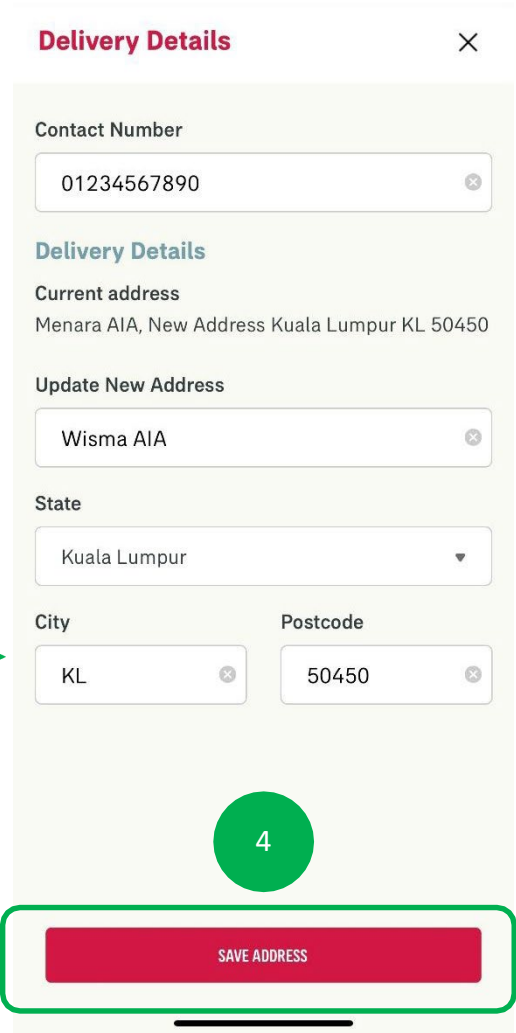 Delivery Details
Contact Number
01234567890
Delivery Details
Current address
Menara AIA, New Address Kuala Lumpur KL 50450
Update New Address
Wisma AIA
State
Kuala Lumpur
City Postcode
KL 50450
4
SAVE ADDRESS